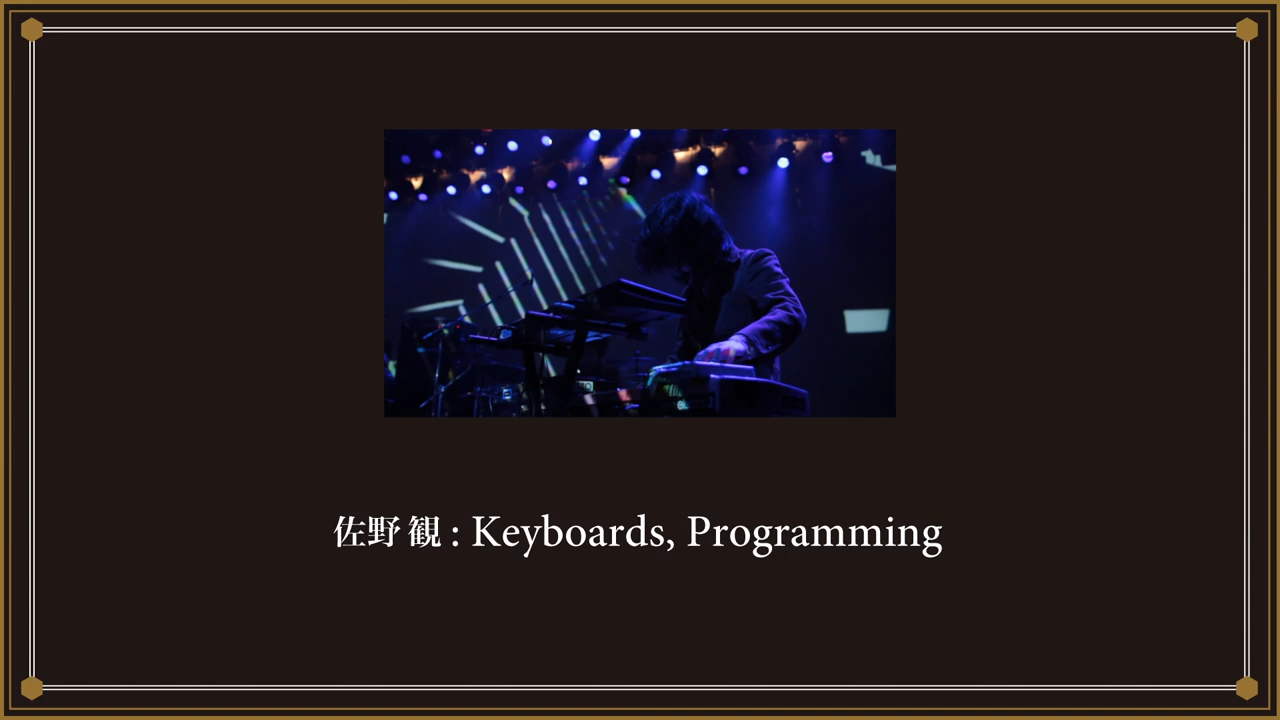 佐野 観 : Keyboards, Programming